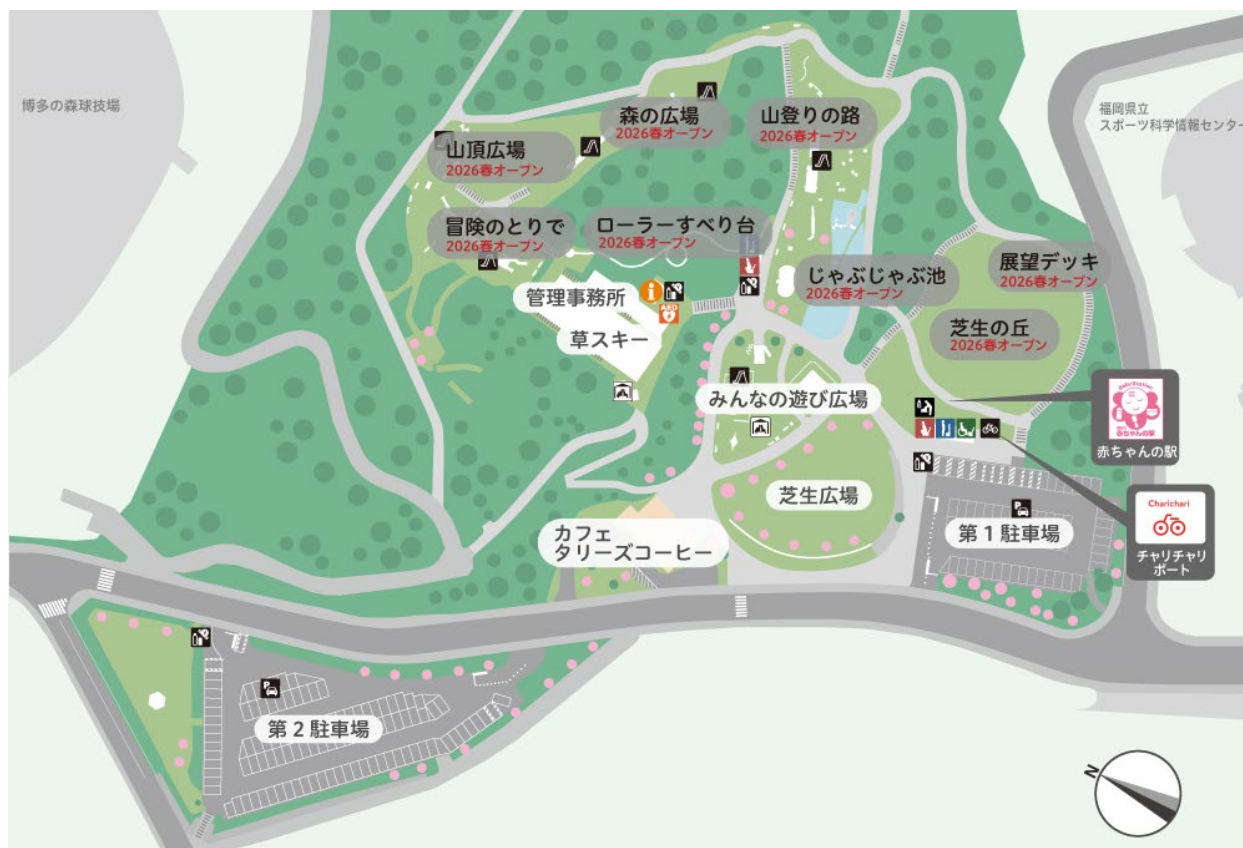 博多の森球技場
福岡県立
スポーツ科学情報センター
森の広場
2026春オープン
山登りの路
2026春オープン
山頂広場
2026春オープン
冒険のとりで
2026春オープン
ローラーすべり台
2026春オープン
展望デッキ
2026春オープン
じゃぶじゃぶ池
2026春オープン
管理事務所
i
AED
草スキー
芝生の丘
2026春オープン
みんなの遊び広場
赤ちゃんの駅
赤ちゃんの駅
芝生広場
P
第1駐車場
Charichari
チャリチャリ
ポート
カフェ
タリーズコーヒー
P
第2駐車場
N